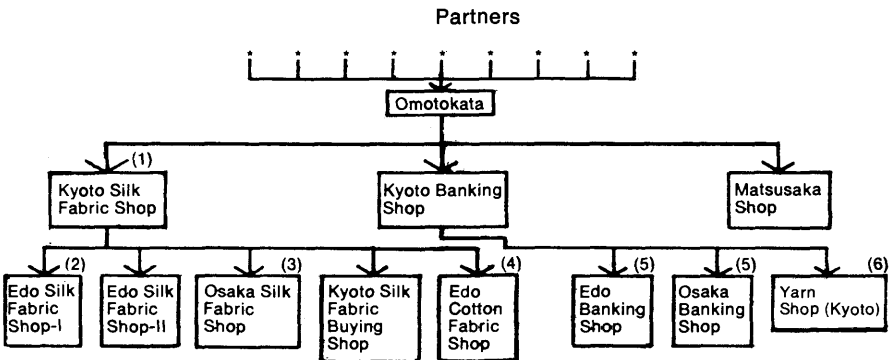 Partners
* * * * * * * * *
Omotokata
(1)
Kyoto Silk
Fabric Shop
Kyoto Banking
Shop
Matsusaka
Shop
(2)
Edo Silk
Fabric
Shop-I
Edo Silk
Fabric
Shop-II
(3)
Osaka Silk
Fabric
Shop
Kyoto Silk
Fabric
Buying
Shop
(4)
Edo
Cotton
Fabric
Shop
(5)
Edo
Banking
Shop
(5)
Osaka
Banking
Shop
(6)
Yarn
Shop (Kyoto)